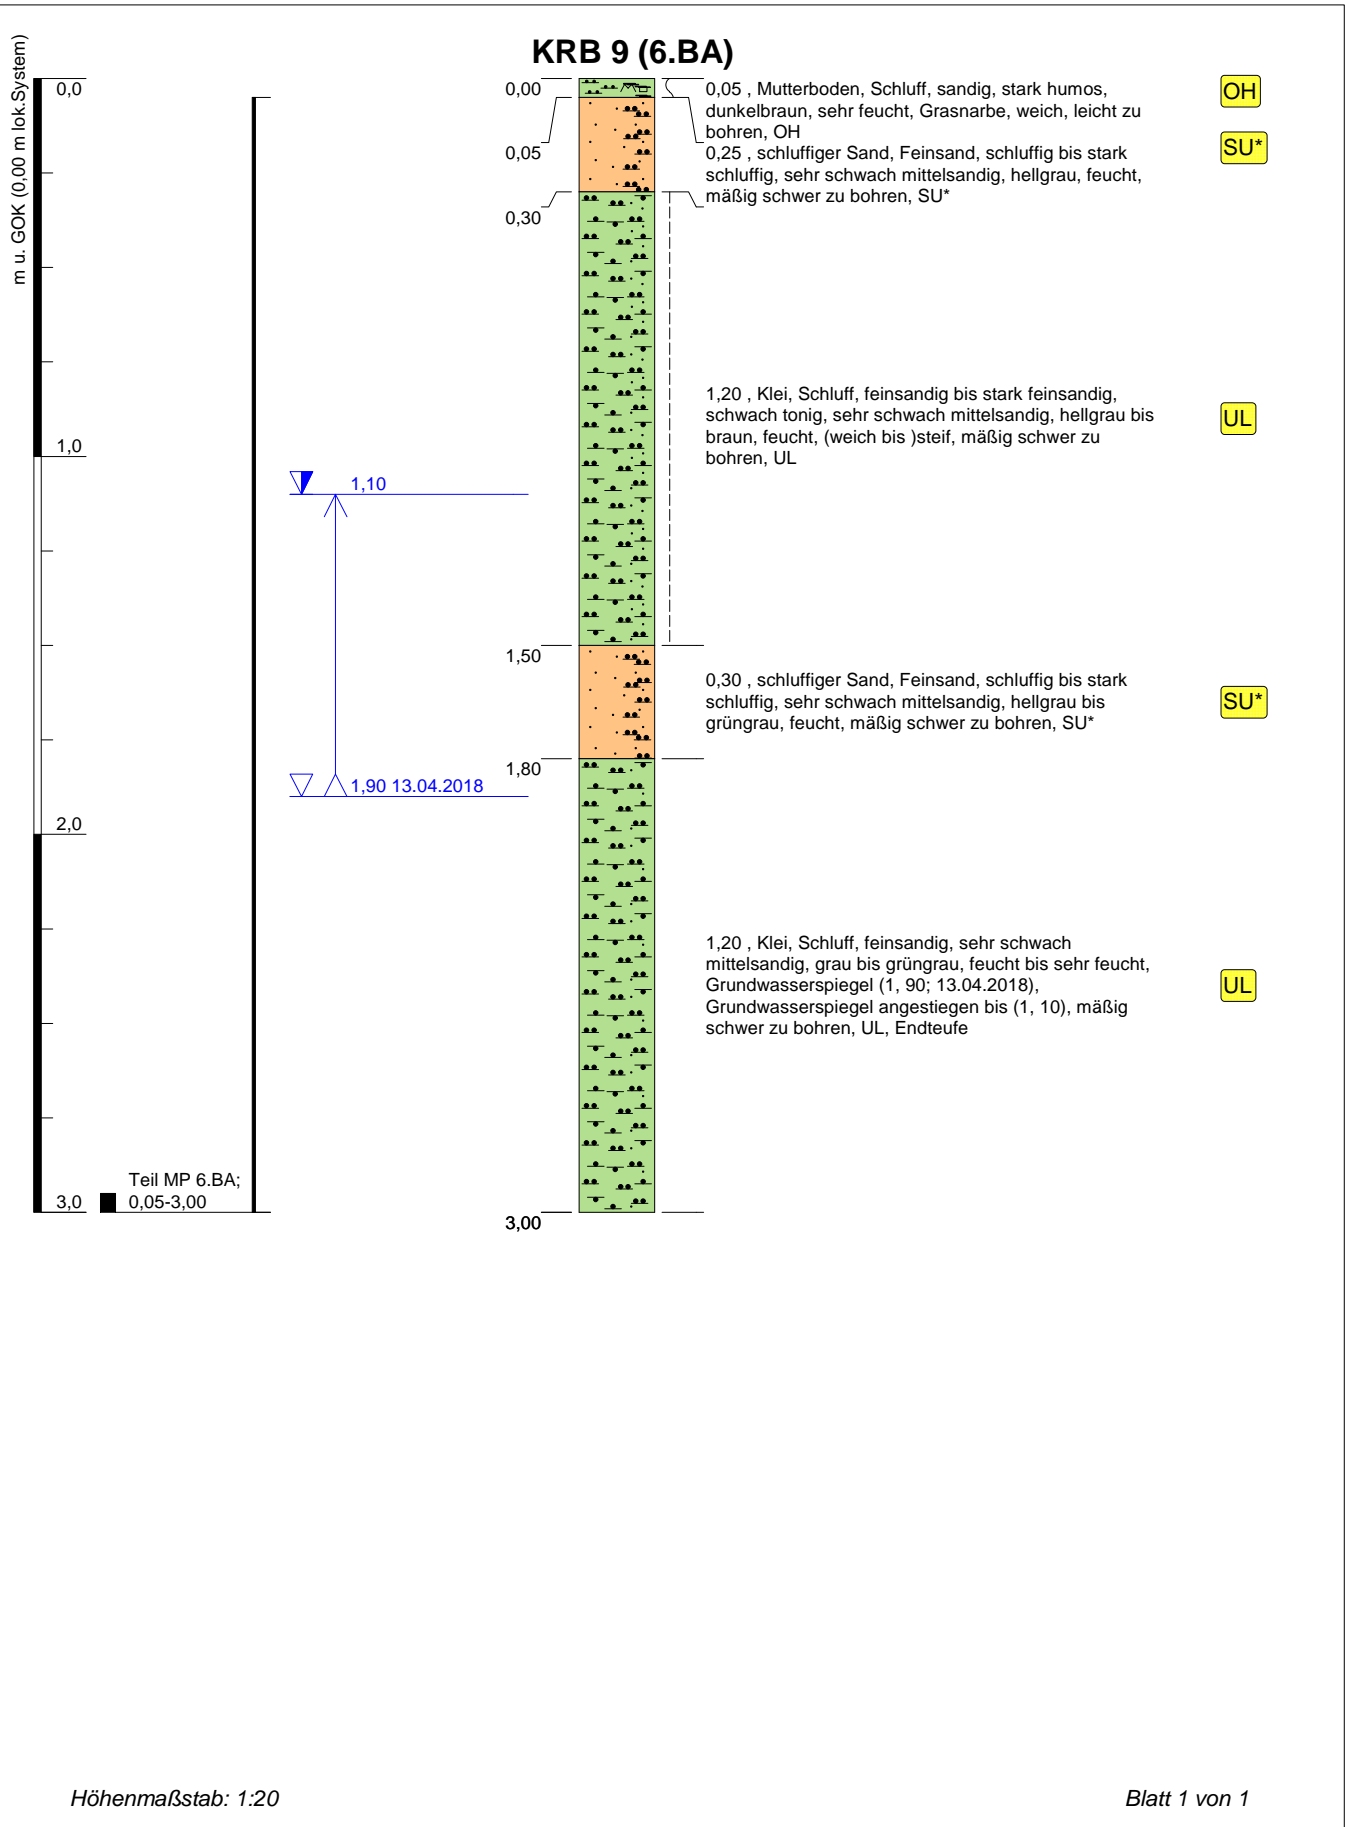 KRB 9 (6.BA)
m u. GOK (0,00 m lok.System)
0,0
1,0
2,0
3,0
Teil MP 6.BA;
0,05-3,00
1,10
1,90 13.04.2018
0,00
0,05
0,30
1,50
1,80
3,00
0,05 , Mutterboden, Schluff, sandig, stark humos,
dunkelbraun, sehr feucht, Grasnarbe, weich, leicht zu
bohren, OH
OH
0,25 , schluffiger Sand, Feinsand, schluffig bis stark
schluffig, sehr schwach mittelsandig, hellgrau, feucht,
mäßig schwer zu bohren, SU*
SU*
1,20 , Klei, Schluff, feinsandig bis stark feinsandig,
schwach tonig, sehr schwach mittelsandig, hellgrau bis
braun, feucht, (weich bis )steif, mäßig schwer zu
bohren, UL
UL
0,30 , schluffiger Sand, Feinsand, schluffig bis stark
schluffig, sehr schwach mittelsandig, hellgrau bis
grüngrau, feucht, mäßig schwer zu bohren, SU*
SU*
1,20 , Klei, Schluff, feinsandig, sehr schwach
mittelsandig, grau bis grüngrau, feucht bis sehr feucht,
Grundwasserspiegel (1, 90; 13.04.2018),
Grundwasserspiegel angestiegen bis (1, 10), mäßig
schwer zu bohren, UL, Endteufe
UL
Höhenmaßstab: 1:20
Blatt 1 von 1